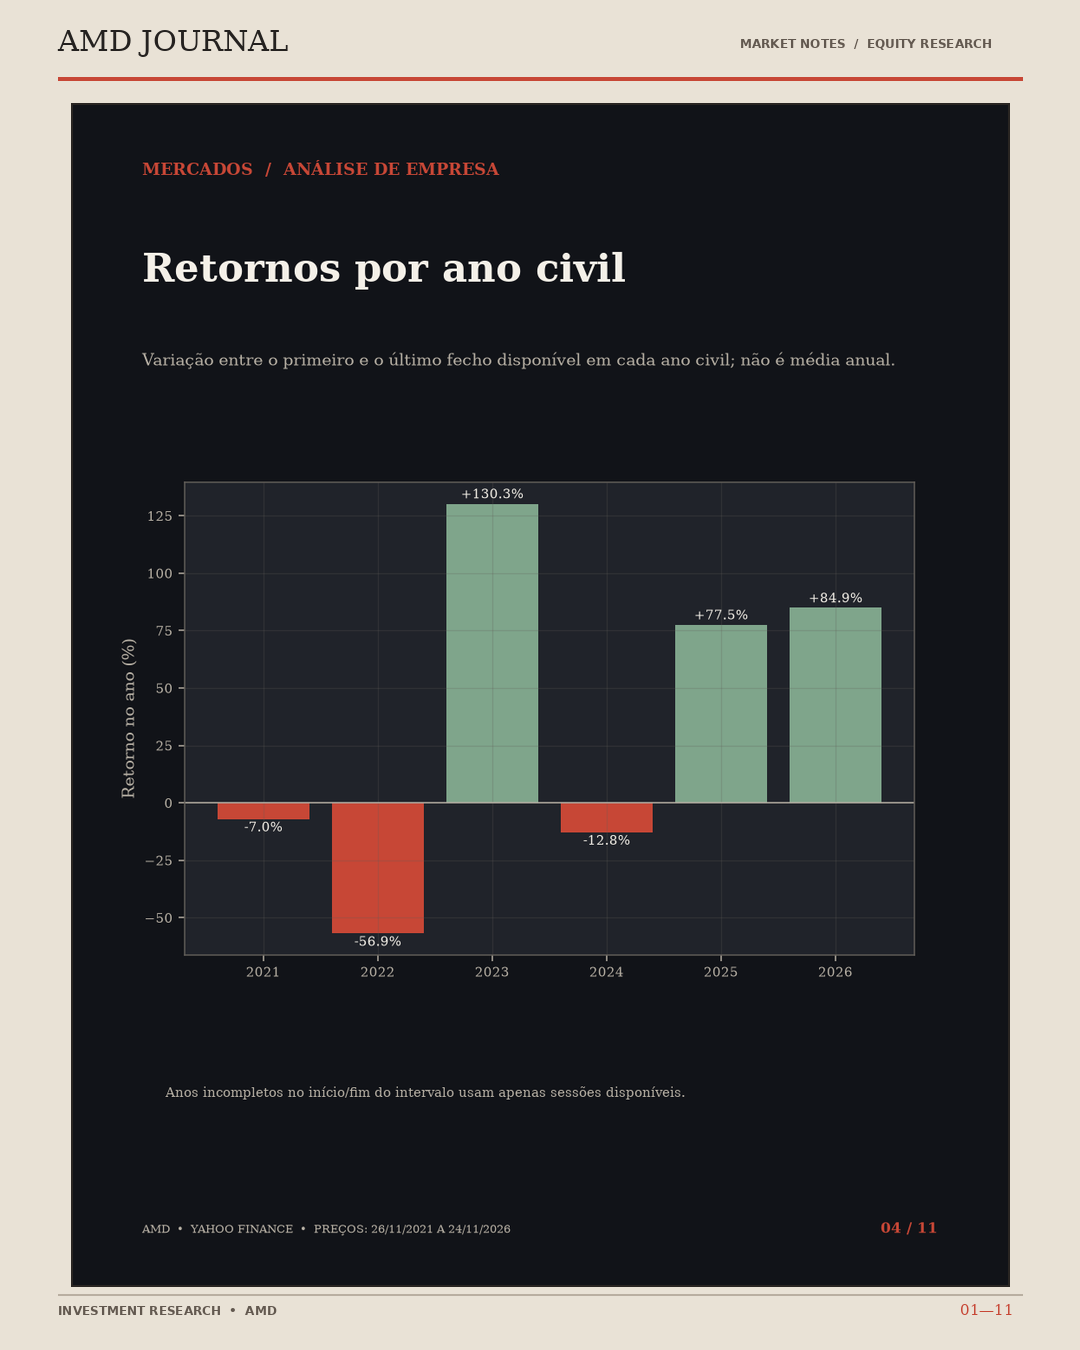 AMD JOURNAL
MARKET NOTES / EQUITY RESEARCH
MERCADOS / ANÁLISE DE EMPRESA
Retornos por ano civil
Variação entre o primeiro e o último fecho disponível em cada ano civil; não é média anual.
Retorno no ano (%)
125
100
75
50
25
0
−25
−50
-7.0%
-56.9%
+130.3%
-12.8%
+77.5%
+84.9%
2021
2022
2023
2024
2025
2026
Anos incompletos no início/fim do intervalo usam apenas sessões disponíveis.
AMD • YAHOO FINANCE • PREÇOS: 26/11/2021 A 24/11/2026
04 / 11
INVESTMENT RESEARCH • AMD
01—11